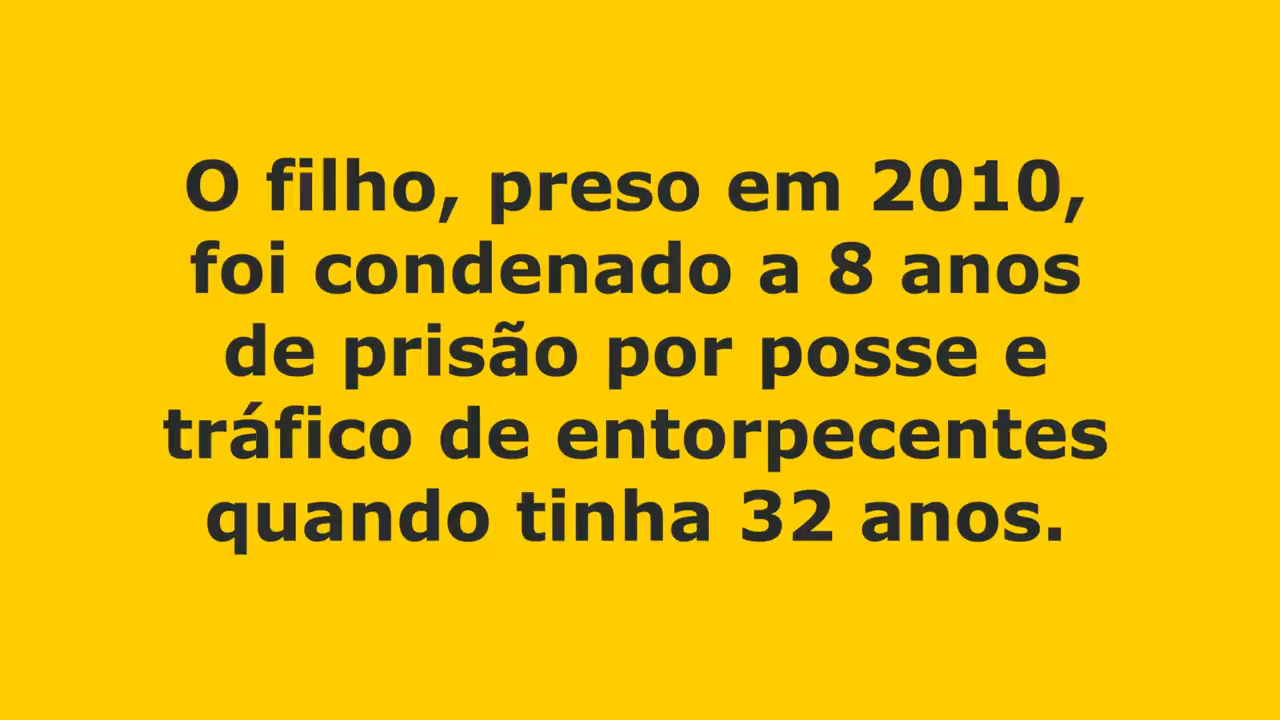 O filho, preso em 2010,
foi condenado a 8 anos
de prisão por posse e
tráfico de entorpecentes
quando tinha 32 anos.